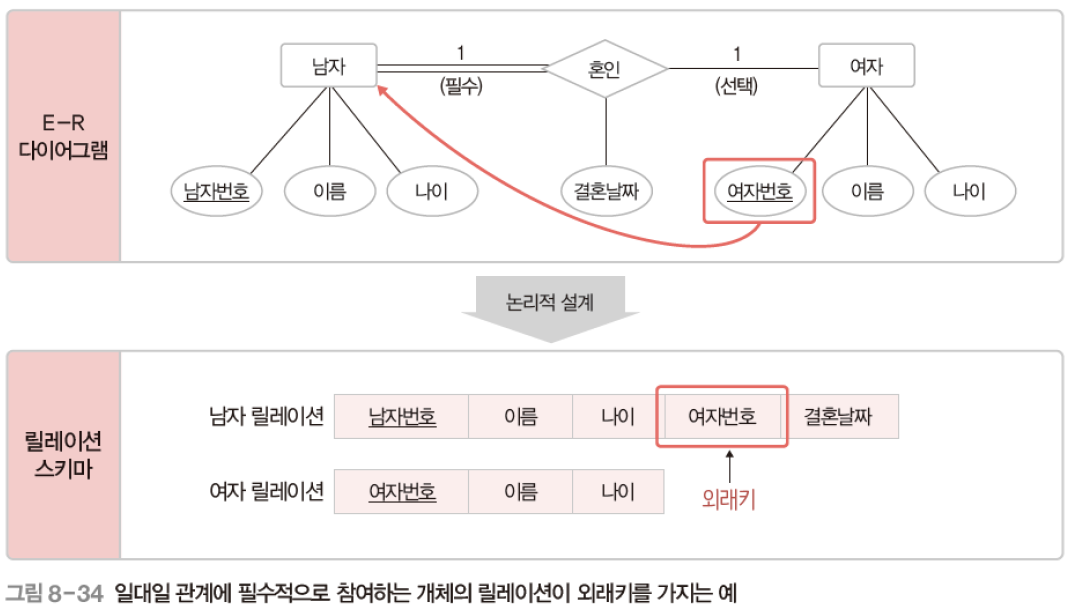 E-R
다이어그램
남자
1
(필수)
혼인
1
(선택)
여자
남자번호
이름
나이
결혼날짜
여자번호
이름
나이
논리적 설계
릴레이션
스키마
남자 릴레이션 남자번호 이름 나이 여자번호 결혼날짜
여자 릴레이션 여자번호 이름 나이
외래키
그림 8-34 일대일 관계에 필수적으로 참여하는 개체의 릴레이션이 외래키를 가지는 예